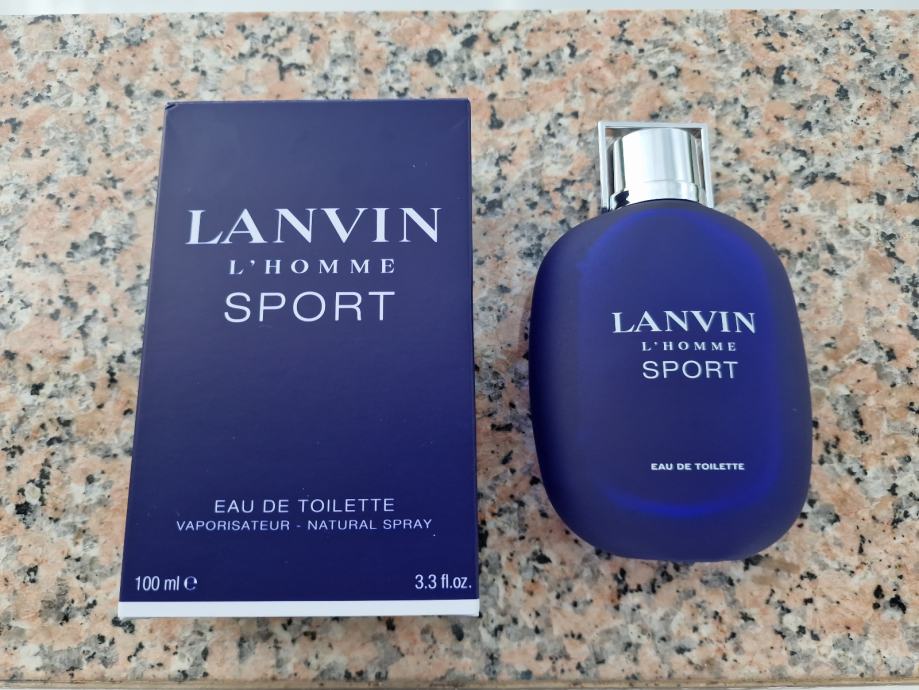 LANVIN
L'HOMME
SPORT
EAU DE TOILETTE
VAPORISATEUR - NATURAL SPRAY
100 ml ℮
3.3 fl.oz.
LANVIN
L'HOMME
SPORT
EAU DE TOILETTE